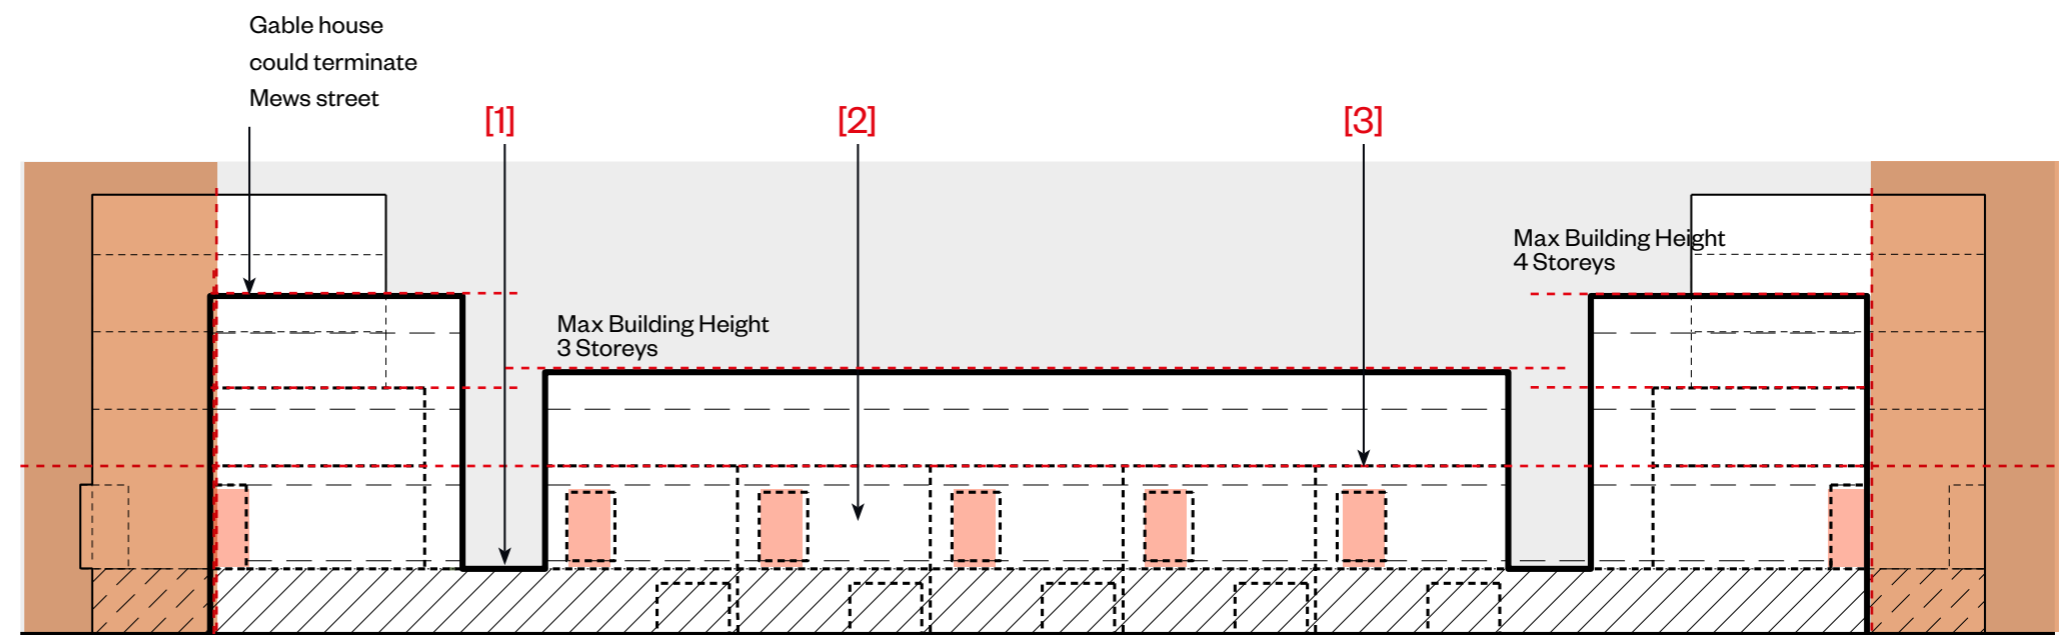 Gable house
could terminate
Mews street
[1]
[2]
[3]
Max Building Height
4 Storeys
Max Building Height
3 Storeys